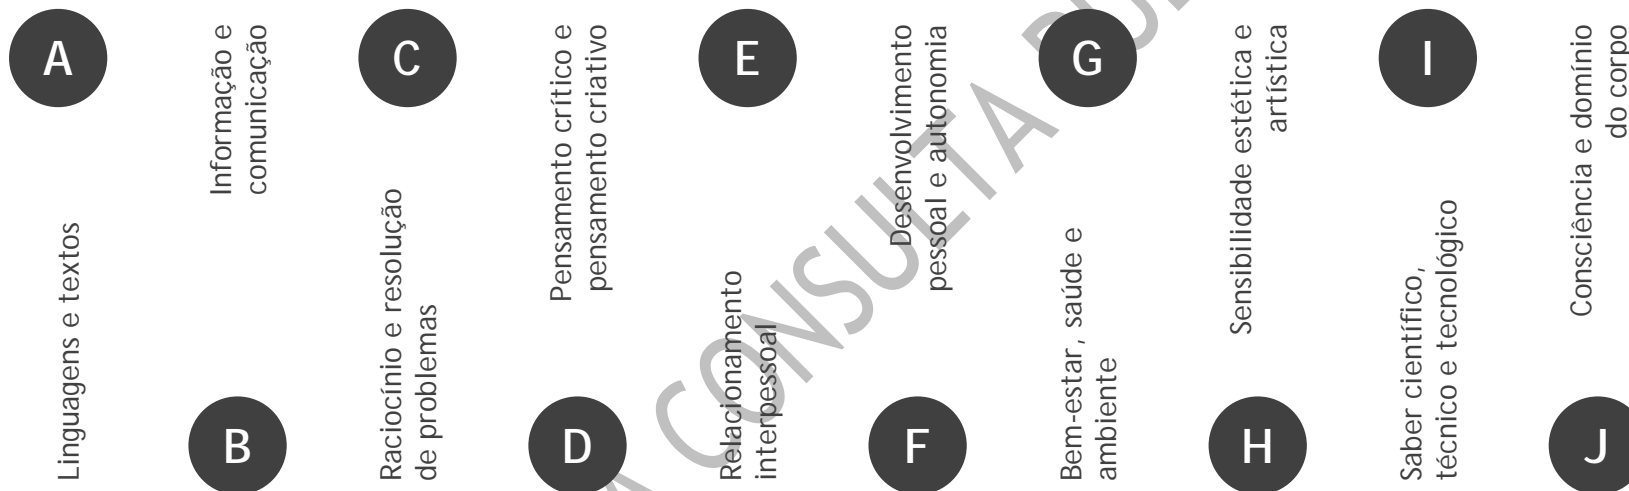 A
Linguagens e textos
Informação e
comunicação
B
C
Raciocínio e resolução
de problemas
Pensamento crítico e
pensamento criativo
D
E
Relacionamento
interpessoal
Desenvolvimento
pessoal e autonomia
F
G
Bem-estar, saúde e
ambiente
Sensibilidade estética e
artística
H
I
Saber científico,
técnico e tecnológico
Consciência e domínio
do corpo
J
A CONSULTA